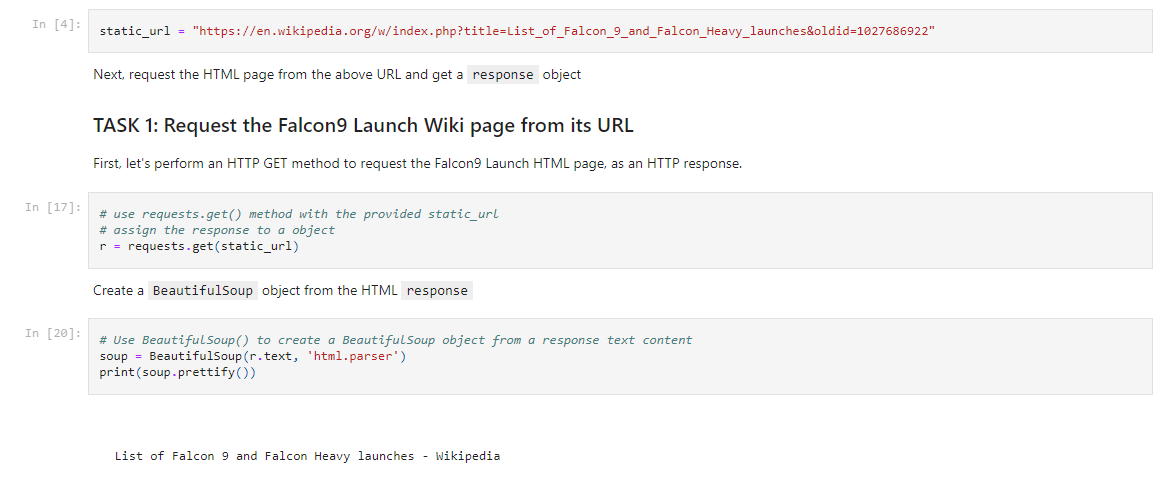 In [4]:
static_url = "https://en.wikipedia.org/w/index.php?title=List_of_Falcon_9_and_Falcon_Heavy_launches&oldid=1027686922"
Next, request the HTML page from the above URL and get a response object
TASK 1: Request the Falcon9 Launch Wiki page from its URL
First, let's perform an HTTP GET method to request the Falcon9 Launch HTML page, as an HTTP response.
In [17]:
# use requests.get() method with the provided static_url
# assign the response to a object
r = requests.get(static_url)
Create a BeautifulSoup object from the HTML response
In [20]:
# Use BeautifulSoup() to create a BeautifulSoup object from a response text content
soup = BeautifulSoup(r.text, 'html.parser')
print(soup.prettify())
List of Falcon 9 and Falcon Heavy launches - Wikipedia